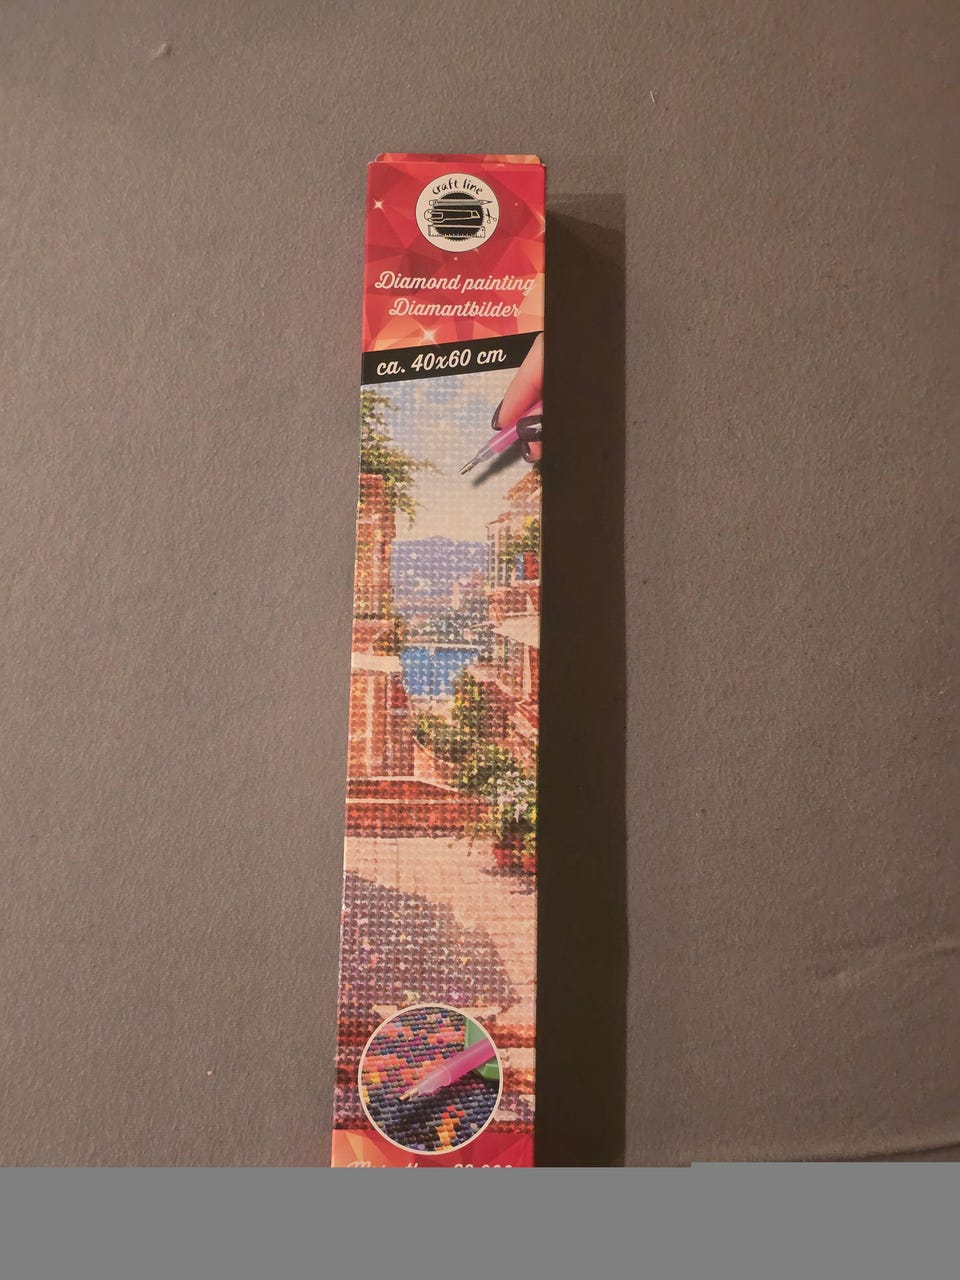 craft line
Diamond painting
Diamantbilder
ca. 40x60 cm